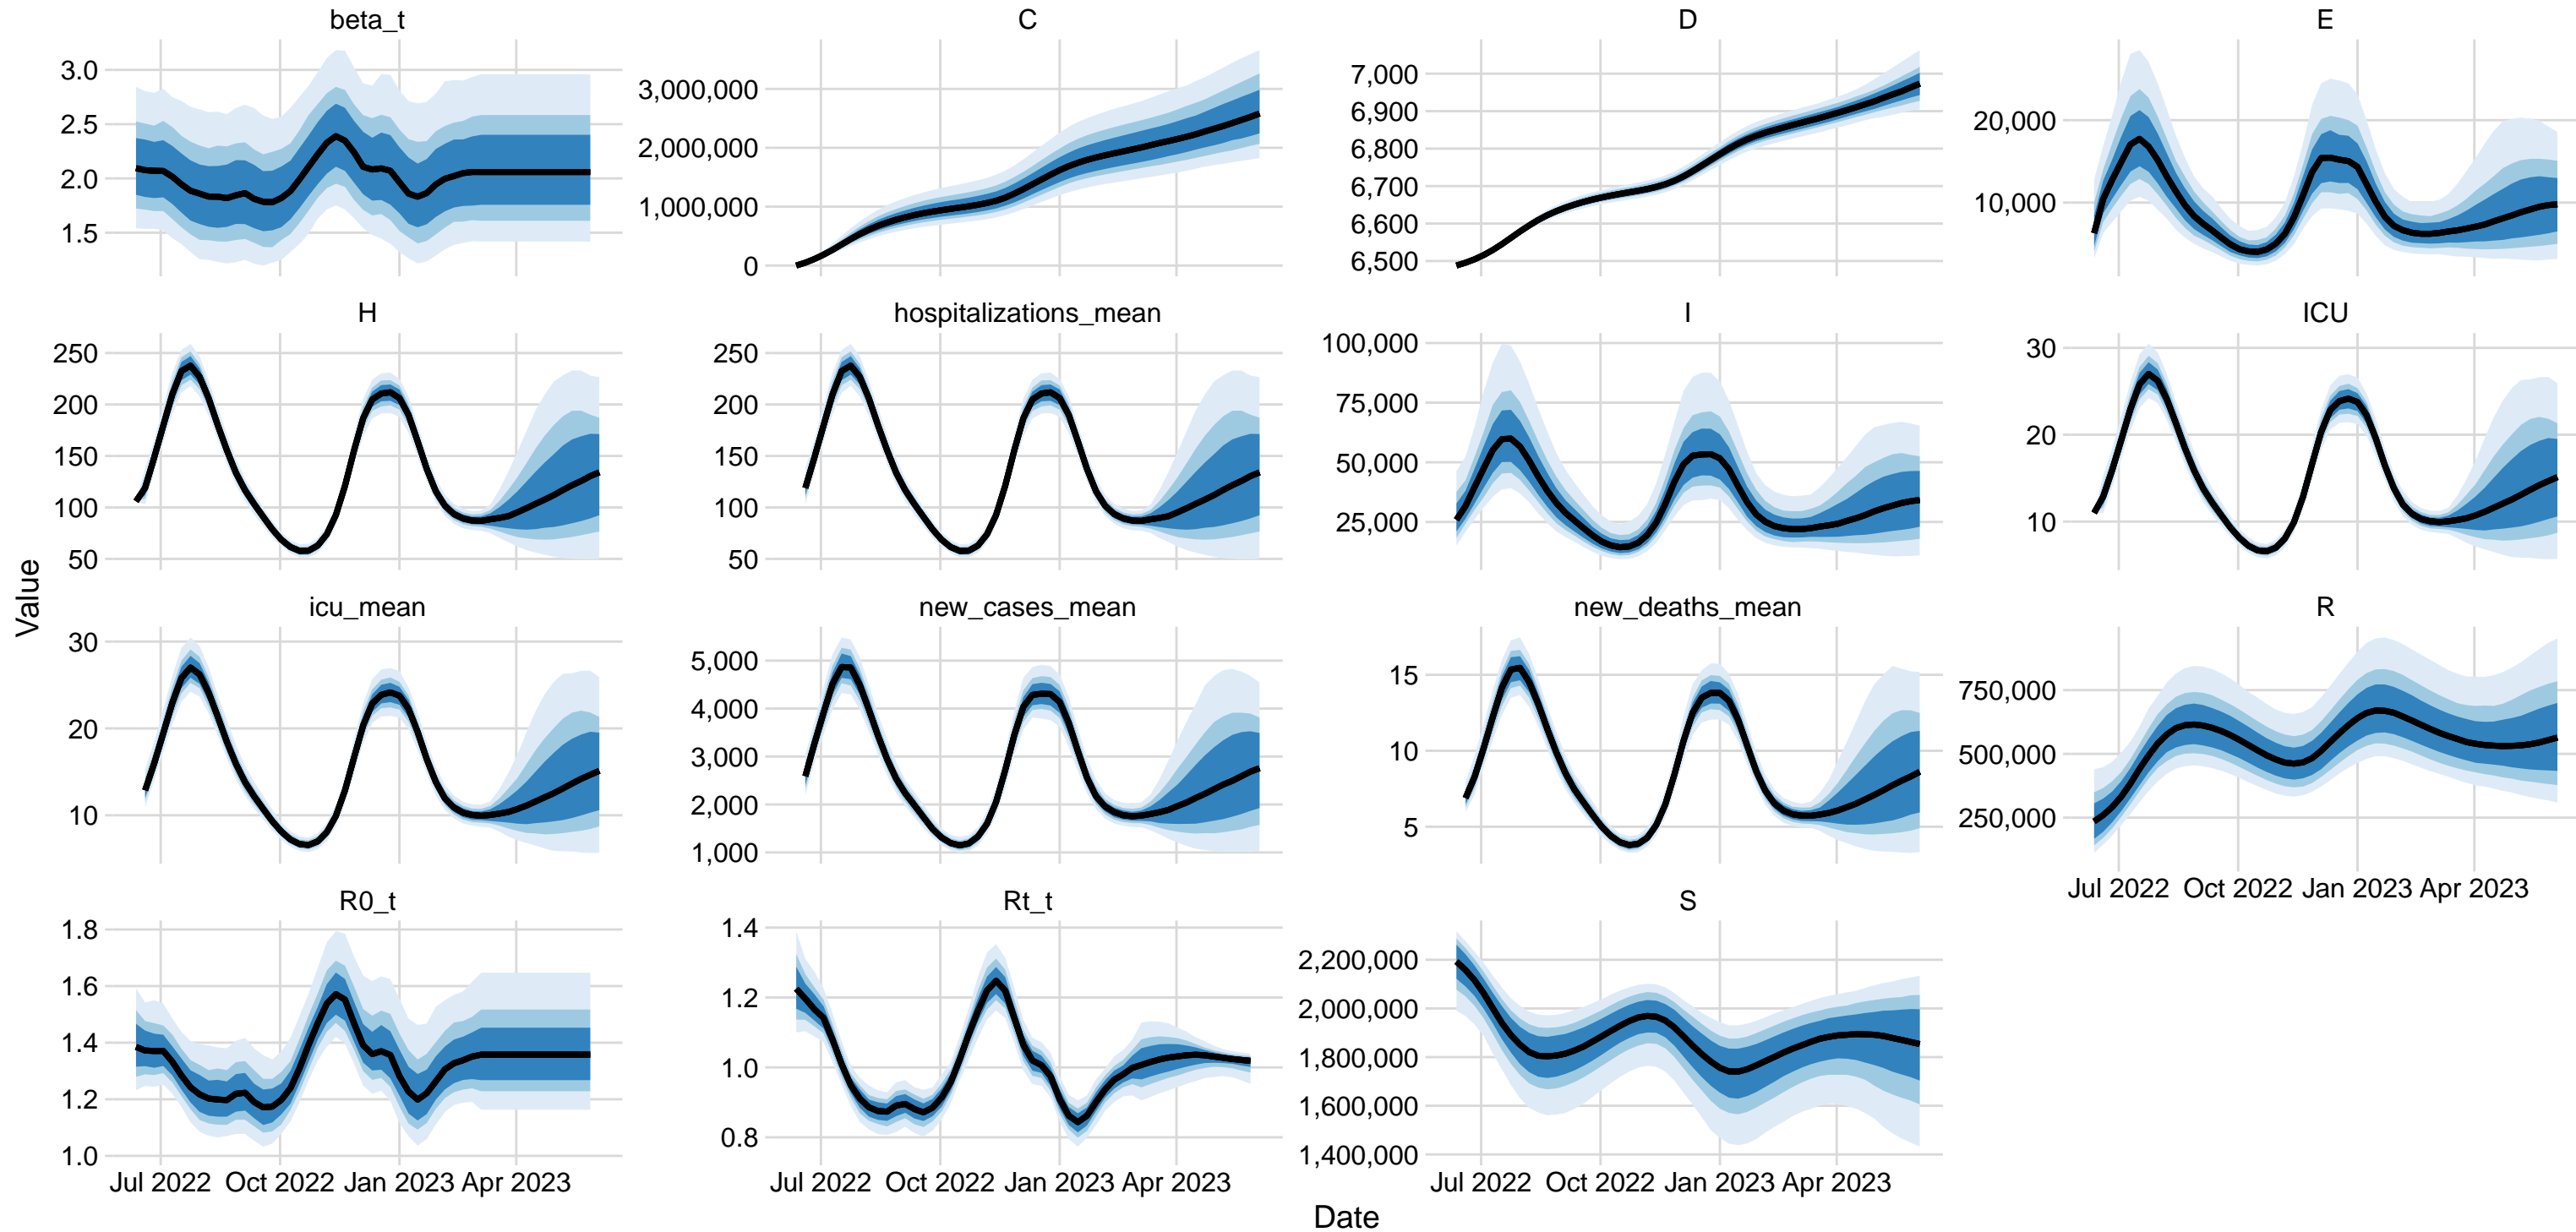 beta_t
3.0
2.5
2.0
1.5
C
3,000,000
2,000,000
1,000,000
0
D
7,000
6,900
6,800
6,700
6,600
6,500
E
20,000
10,000
H
250
200
150
100
50
hospitalizations_mean
250
200
150
100
50
I
100,000
75,000
50,000
25,000
ICU
30
20
10
Value
icu_mean
30
20
10
new_cases_mean
5,000
4,000
3,000
2,000
1,000
new_deaths_mean
15
10
5
R
750,000
500,000
250,000
Jul 2022 Oct 2022 Jan 2023 Apr 2023
R0_t
1.8
1.6
1.4
1.2
1.0
Jul 2022 Oct 2022 Jan 2023 Apr 2023
Rt_t
1.4
1.2
1.0
0.8
Jul 2022 Oct 2022 Jan 2023 Apr 2023
S
2,200,000
2,000,000
1,800,000
1,600,000
1,400,000
Jul 2022 Oct 2022 Jan 2023 Apr 2023
Date